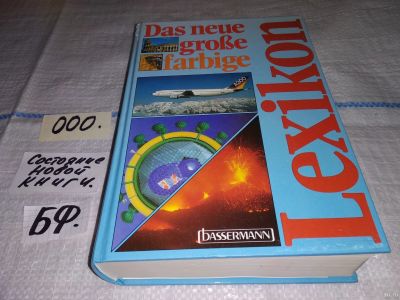 Das neue
große
farbige
Lexikon
bassermann
000.
Состояние
новой
книги.
БФ.